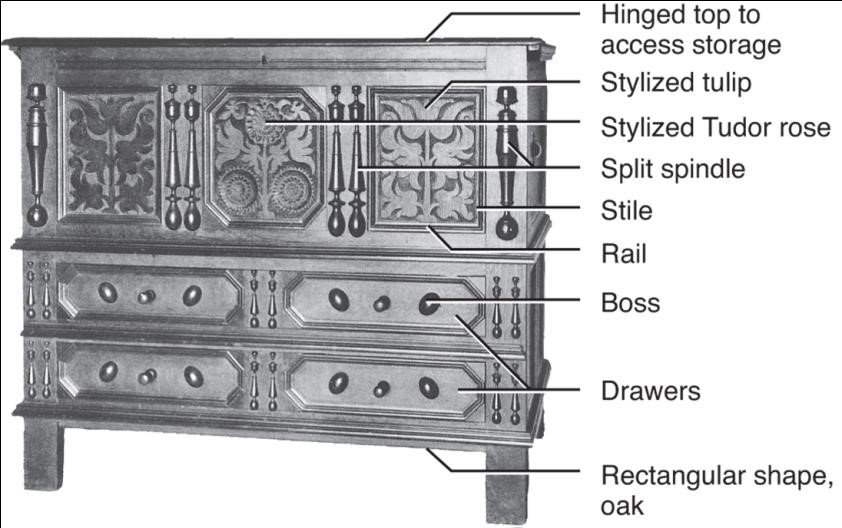 Hinged top to
access storage
Stylized tulip
Stylized Tudor rose
Split spindle
Stile
Rail
Boss
Drawers
Rectangular shape,
oak